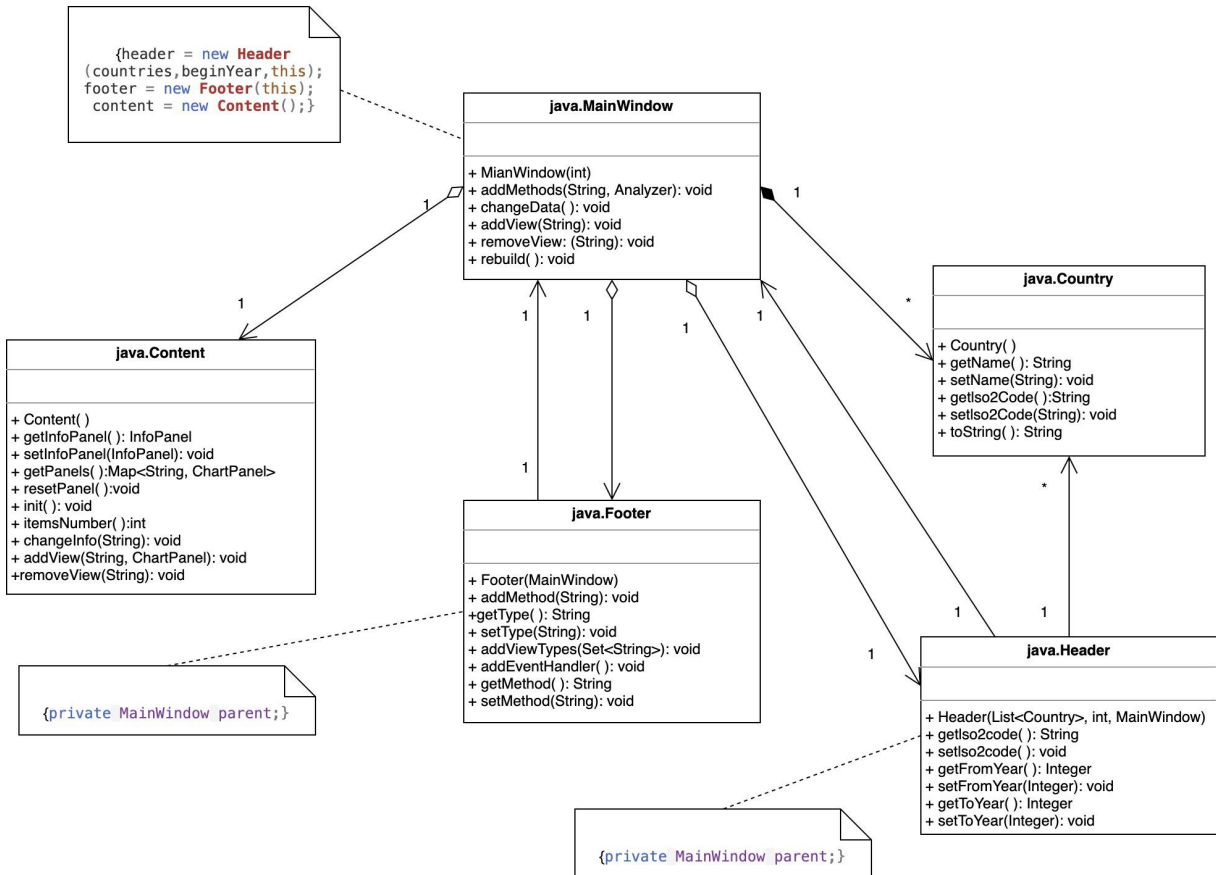 {header = new Header
(countries,beginYear,this);
footer = new Footer(this);
content = new Content();}
java.MainWindow
+ MianWindow(int)
+ addMethods(String, Analyzer): void
+ changeData( ): void
+ addView(String): void
+ removeView: (String): void
+ rebuild( ): void
1
1
1
1
1
1
*
1
1
java.Country
+ Country( )
+ getName( ): String
+ setName(String): void
+ getIso2Code( ):String
+ setIso2Code(String): void
+ toString( ): String
java.Content
+ Content( )
+ getInfoPanel( ): InfoPanel
+ setInfoPanel(InfoPanel): void
+ getPanels( ):Map<String, ChartPanel>
+ resetPanel( ):void
+ init( ): void
+ itemsNumber( ):int
+ changeInfo(String): void
+ addView(String, ChartPanel): void
+removeView(String): void
1
*
java.Footer
+ Footer(MainWindow)
+ addMethod(String): void
+getType( ): String
+ setType(String): void
+ addViewTypes(Set<String>): void
+ addEventHandler( ): void
+ getMethod( ): String
+ setMethod(String): void
1
1
java.Header
+ Header(List<Country>, int, MainWindow)
+ getIso2code( ): String
+ setIso2code( ): void
+ getFromYear( ): Integer
+ setFromYear(Integer): void
+ getToYear( ): Integer
+ setToYear(Integer): void
{private MainWindow parent;}
{private MainWindow parent;}